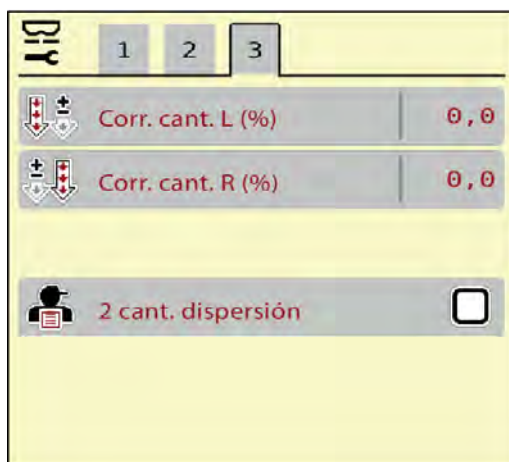 1 2 3
Corr. cant. L (%) 0,0
Corr. cant. R (%) 0,0
2 cant. dispersión